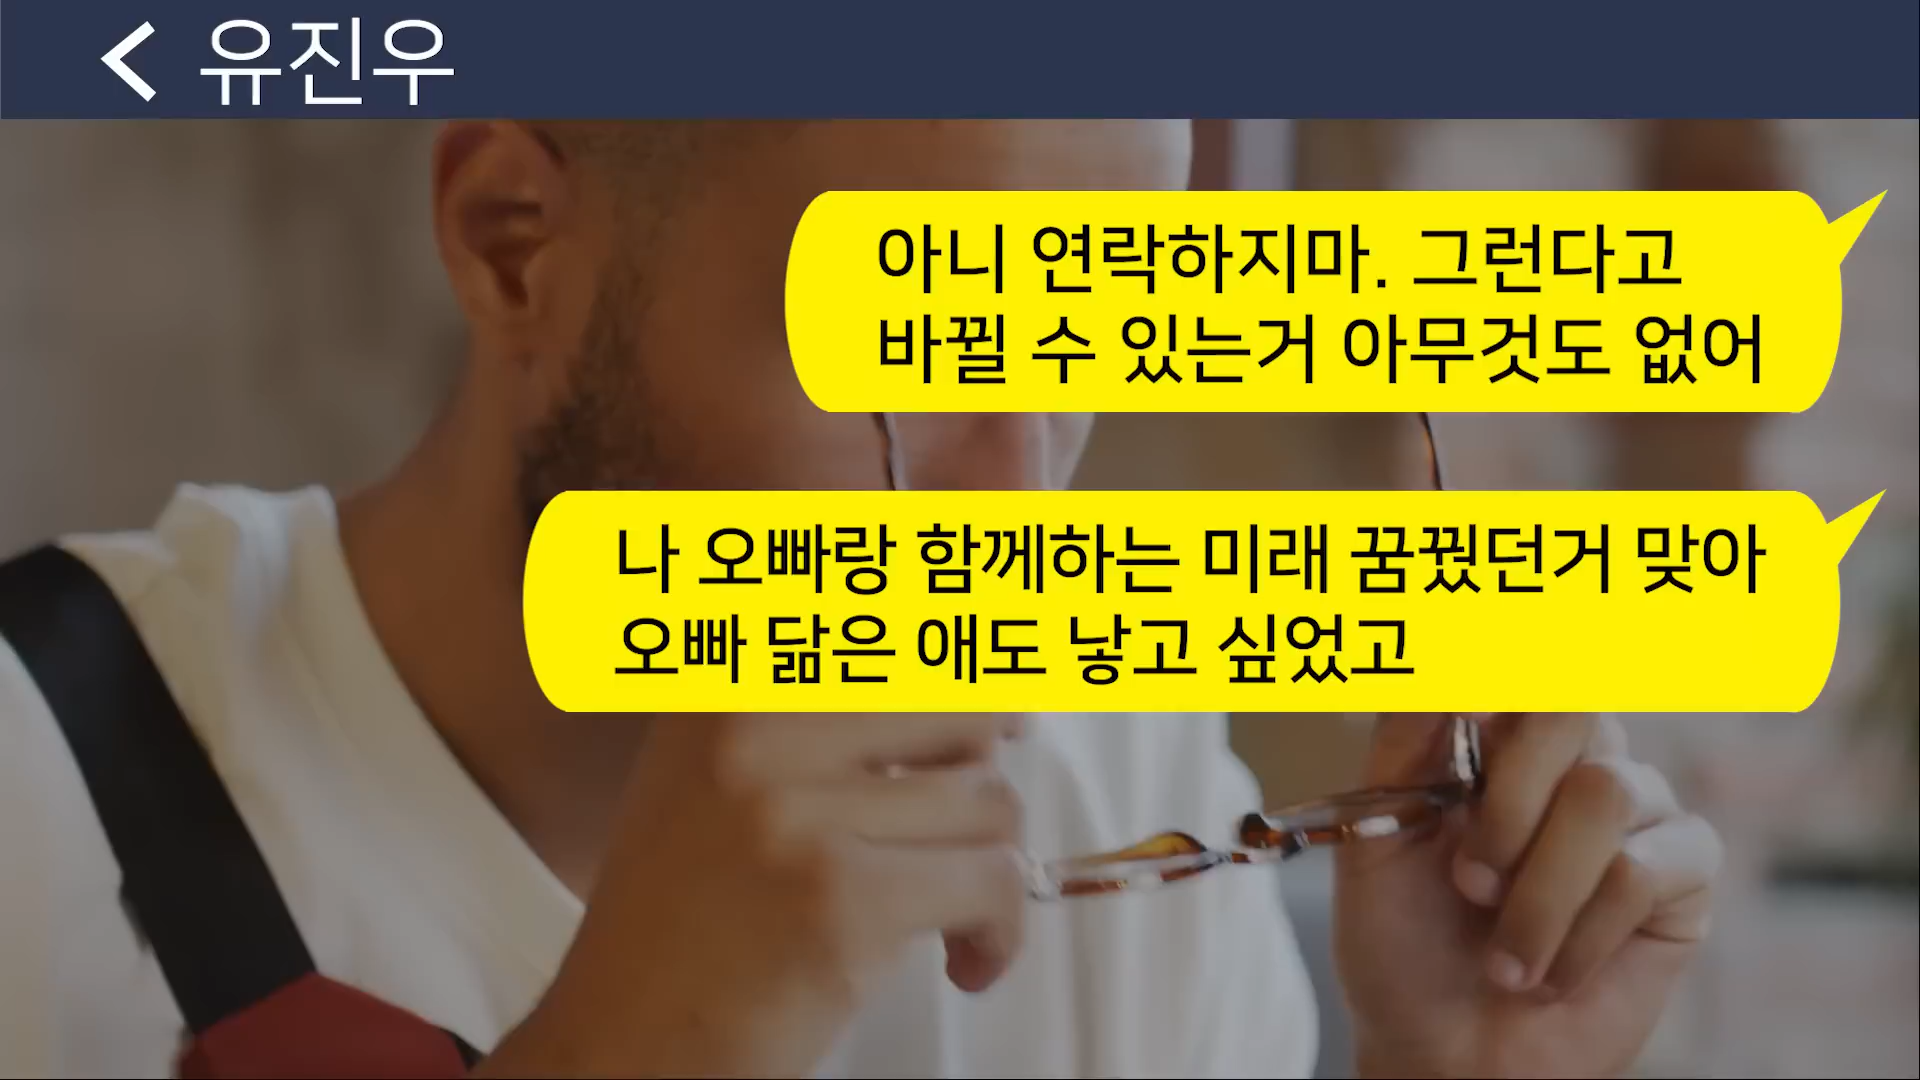 유진우
아니 연락하지마. 그런다고
바뀔 수 있는거 아무것도 없어
나 오빠랑 함께하는 미래 꿈꿨던거 맞아
오빠 닮은 애도 낳고 싶었고